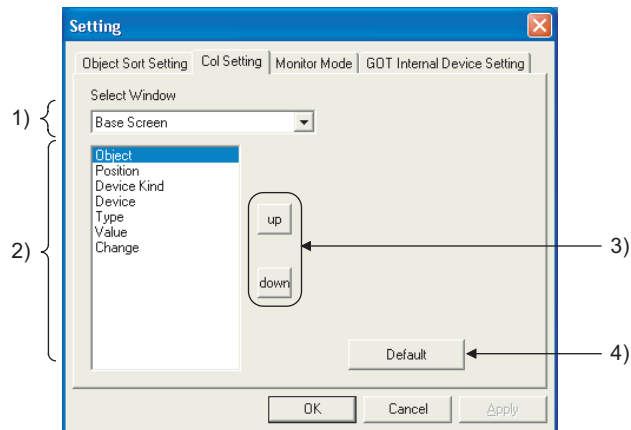 Setting
Object Sort Setting
Col Setting
Monitor Mode
GOT Internal Device Setting
Select Window
1)
Base Screen
Object
Position
Device Kind
Device
Type
Value
Change
2)
up
down
3)
Default
4)
OK
Cancel
Apply